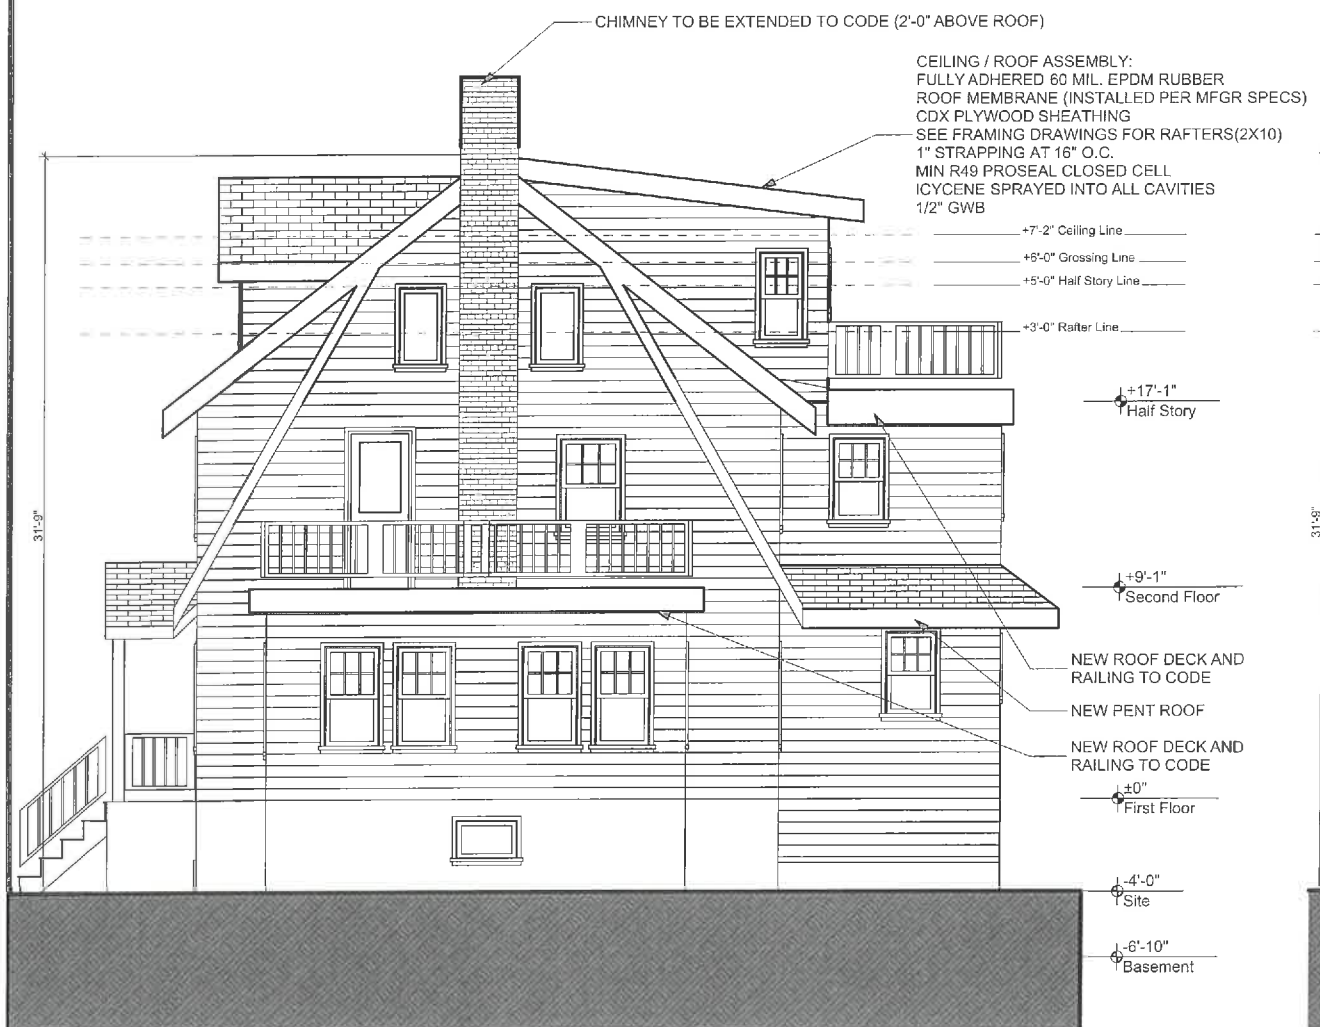 CHIMNEY TO BE EXTENDED TO CODE (2'-0" ABOVE ROOF)
CEILING / ROOF ASSEMBLY:
FULLY ADHERED 60 MIL. EPDM RUBBER
ROOF MEMBRANE (INSTALLED PER MFGR SPECS)
CDX PLYWOOD SHEATHING
SEE FRAMING DRAWINGS FOR RAFTERS(2X10)
1" STRAPPING AT 16" O.C.
MIN R49 PROSEAL CLOSED CELL
ICYCENE SPRAYED INTO ALL CAVITIES
1/2" GWB
+7'-2" Ceiling Line
+6'-0" Grossing Line
+5'-0" Half Story Line
+3'-0" Rafter Line
+17'-1"
Half Story
31'-9"
31'-9"
+9'-1"
Second Floor
NEW ROOF DECK AND
RAILING TO CODE
NEW PENT ROOF
NEW ROOF DECK AND
RAILING TO CODE
±0"
First Floor
-4'-0"
Site
-6'-10"
Basement